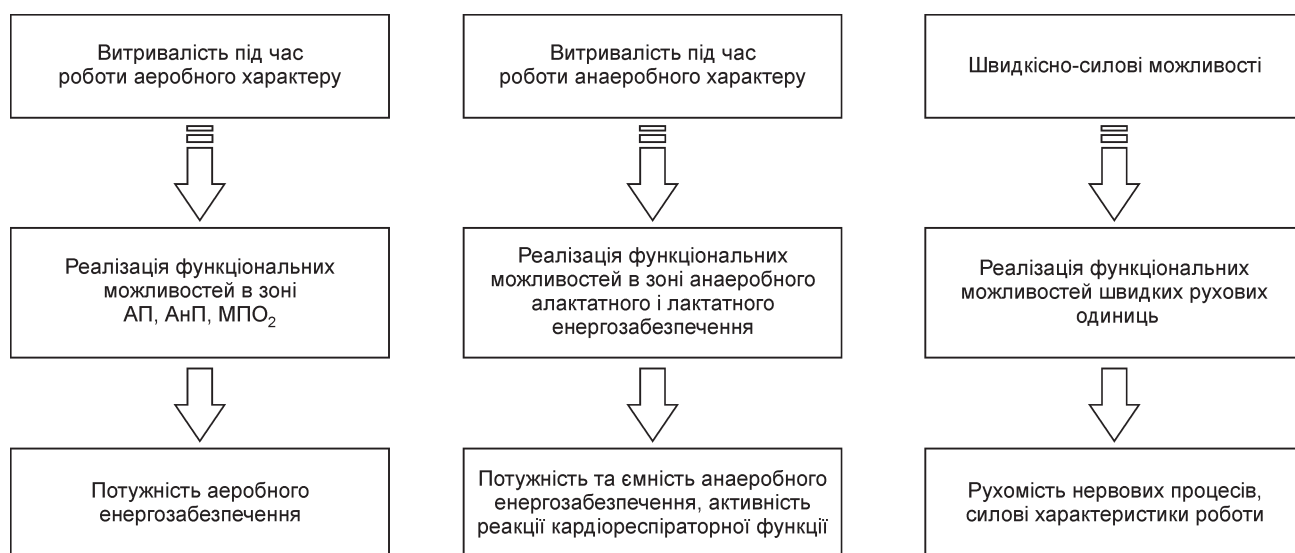 Витривалість під час
роботи аеробного характеру
Витривалість під час
роботи анаеробного характеру
Швидкісно-силові можливості
Реалізація функціональних
можливостей в зоні
АП, АнП, МПО₂
Реалізація функціональних
можливостей в зоні анаеробного
алактатного і лактатного
енергозабезпечення
Реалізація функціональних
можливостей швидких рухових
одиниць
Потужність аеробного
енергозабезпечення
Потужність та ємність анаеробного
енергозабезпечення, активність
реакції кардіореспіраторної функції
Рухомість нервових процесів,
силові характеристики роботи